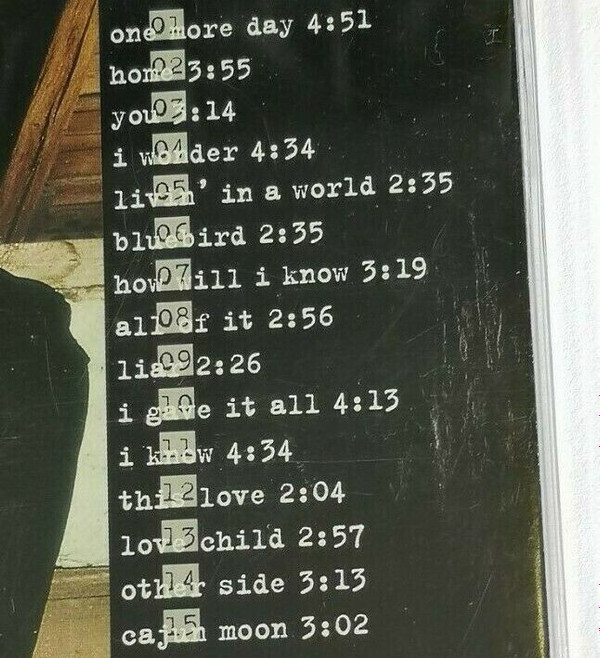 01 one more day 4:51
02 home 3:55
03 you 3:14
04 i wonder 4:34
05 livin' in a world 2:35
06 bluebird 2:35
07 how will i know 3:19
08 all of it 2:56
09 liar 2:26
10 i gave it all 4:13
11 i know 4:34
12 this love 2:04
13 love child 2:57
14 other side 3:13
15 cajun moon 3:02